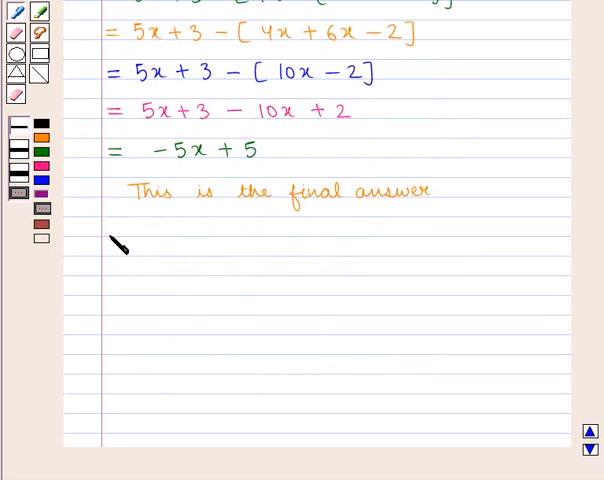 = 5x + 3 - [ 4x + 6x - 2 ]
= 5x + 3 - [ 10x - 2 ]
= 5x + 3 - 10x + 2
= - 5x + 5
This is the final answer